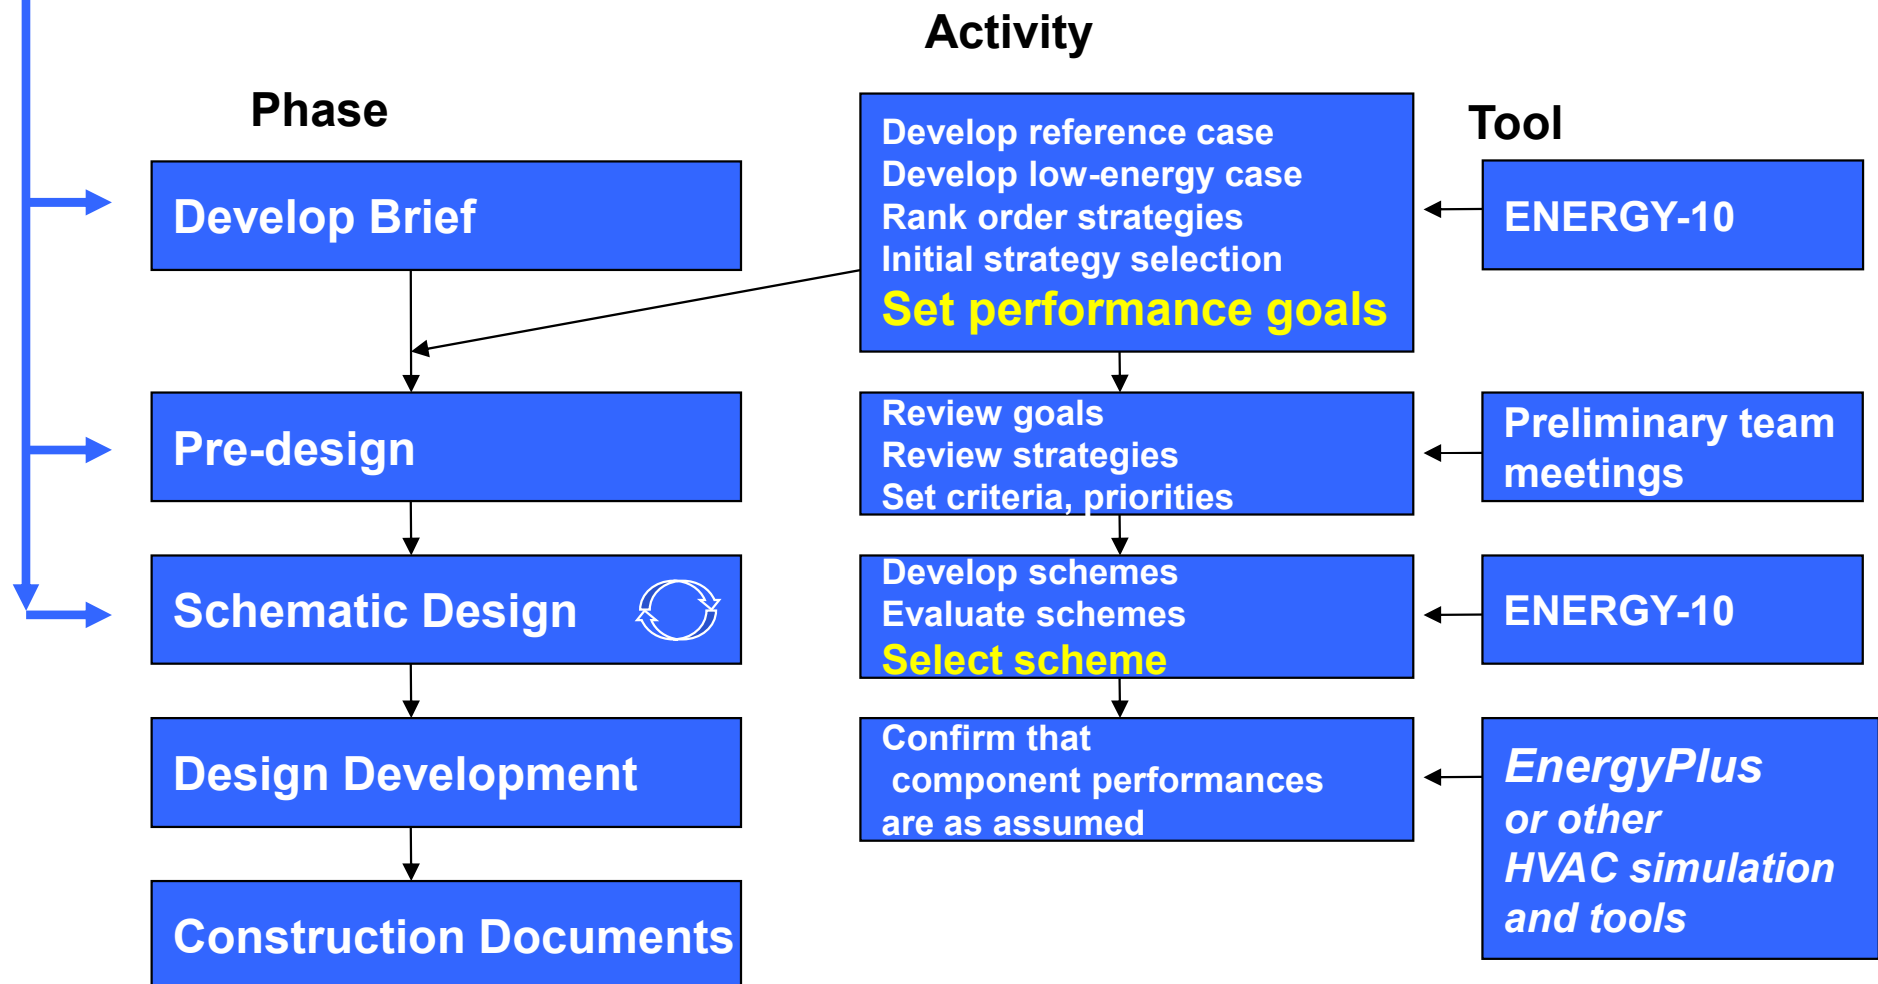 Activity
Phase
Tool
Develop Brief
Develop reference case
Develop low-energy case
Rank order strategies
Initial strategy selection
Set performance goals
ENERGY-10
Pre-design
Review goals
Review strategies
Set criteria, priorities
Preliminary team
meetings
Schematic Design
Develop schemes
Evaluate schemes
Select scheme
ENERGY-10
Design Development
Confirm that
component performances
are as assumed
EnergyPlus
or other
HVAC simulation
and tools
Construction Documents